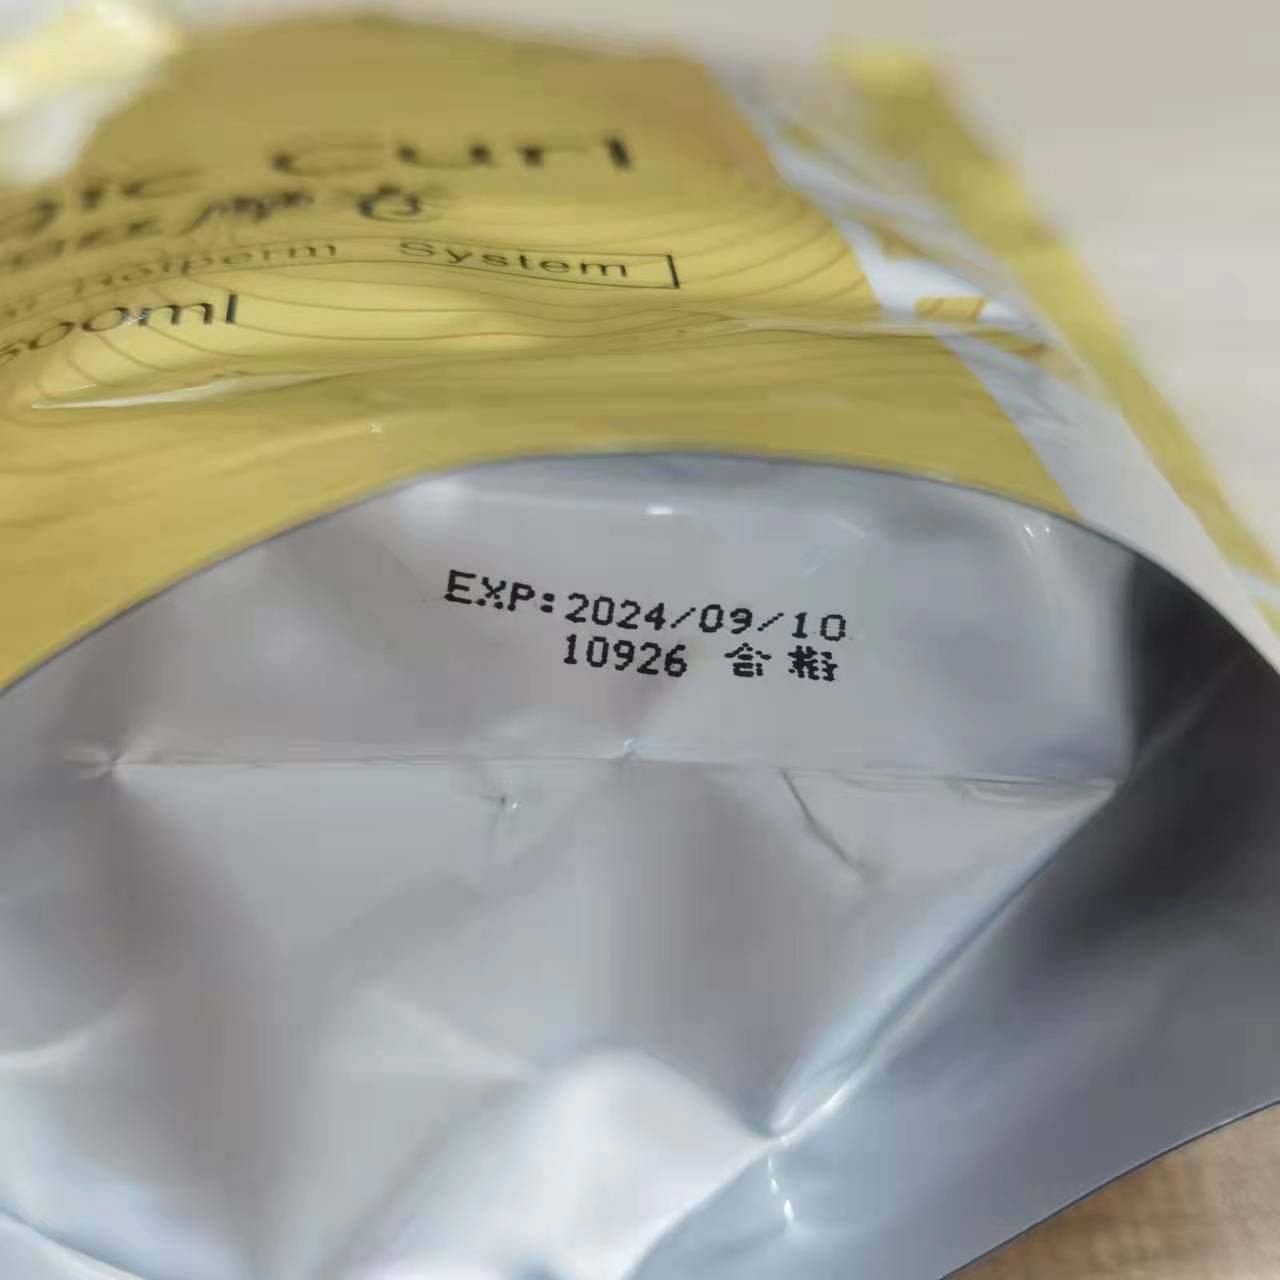 Curl
System
500ml
EXP:2024/09/10
10926 合格